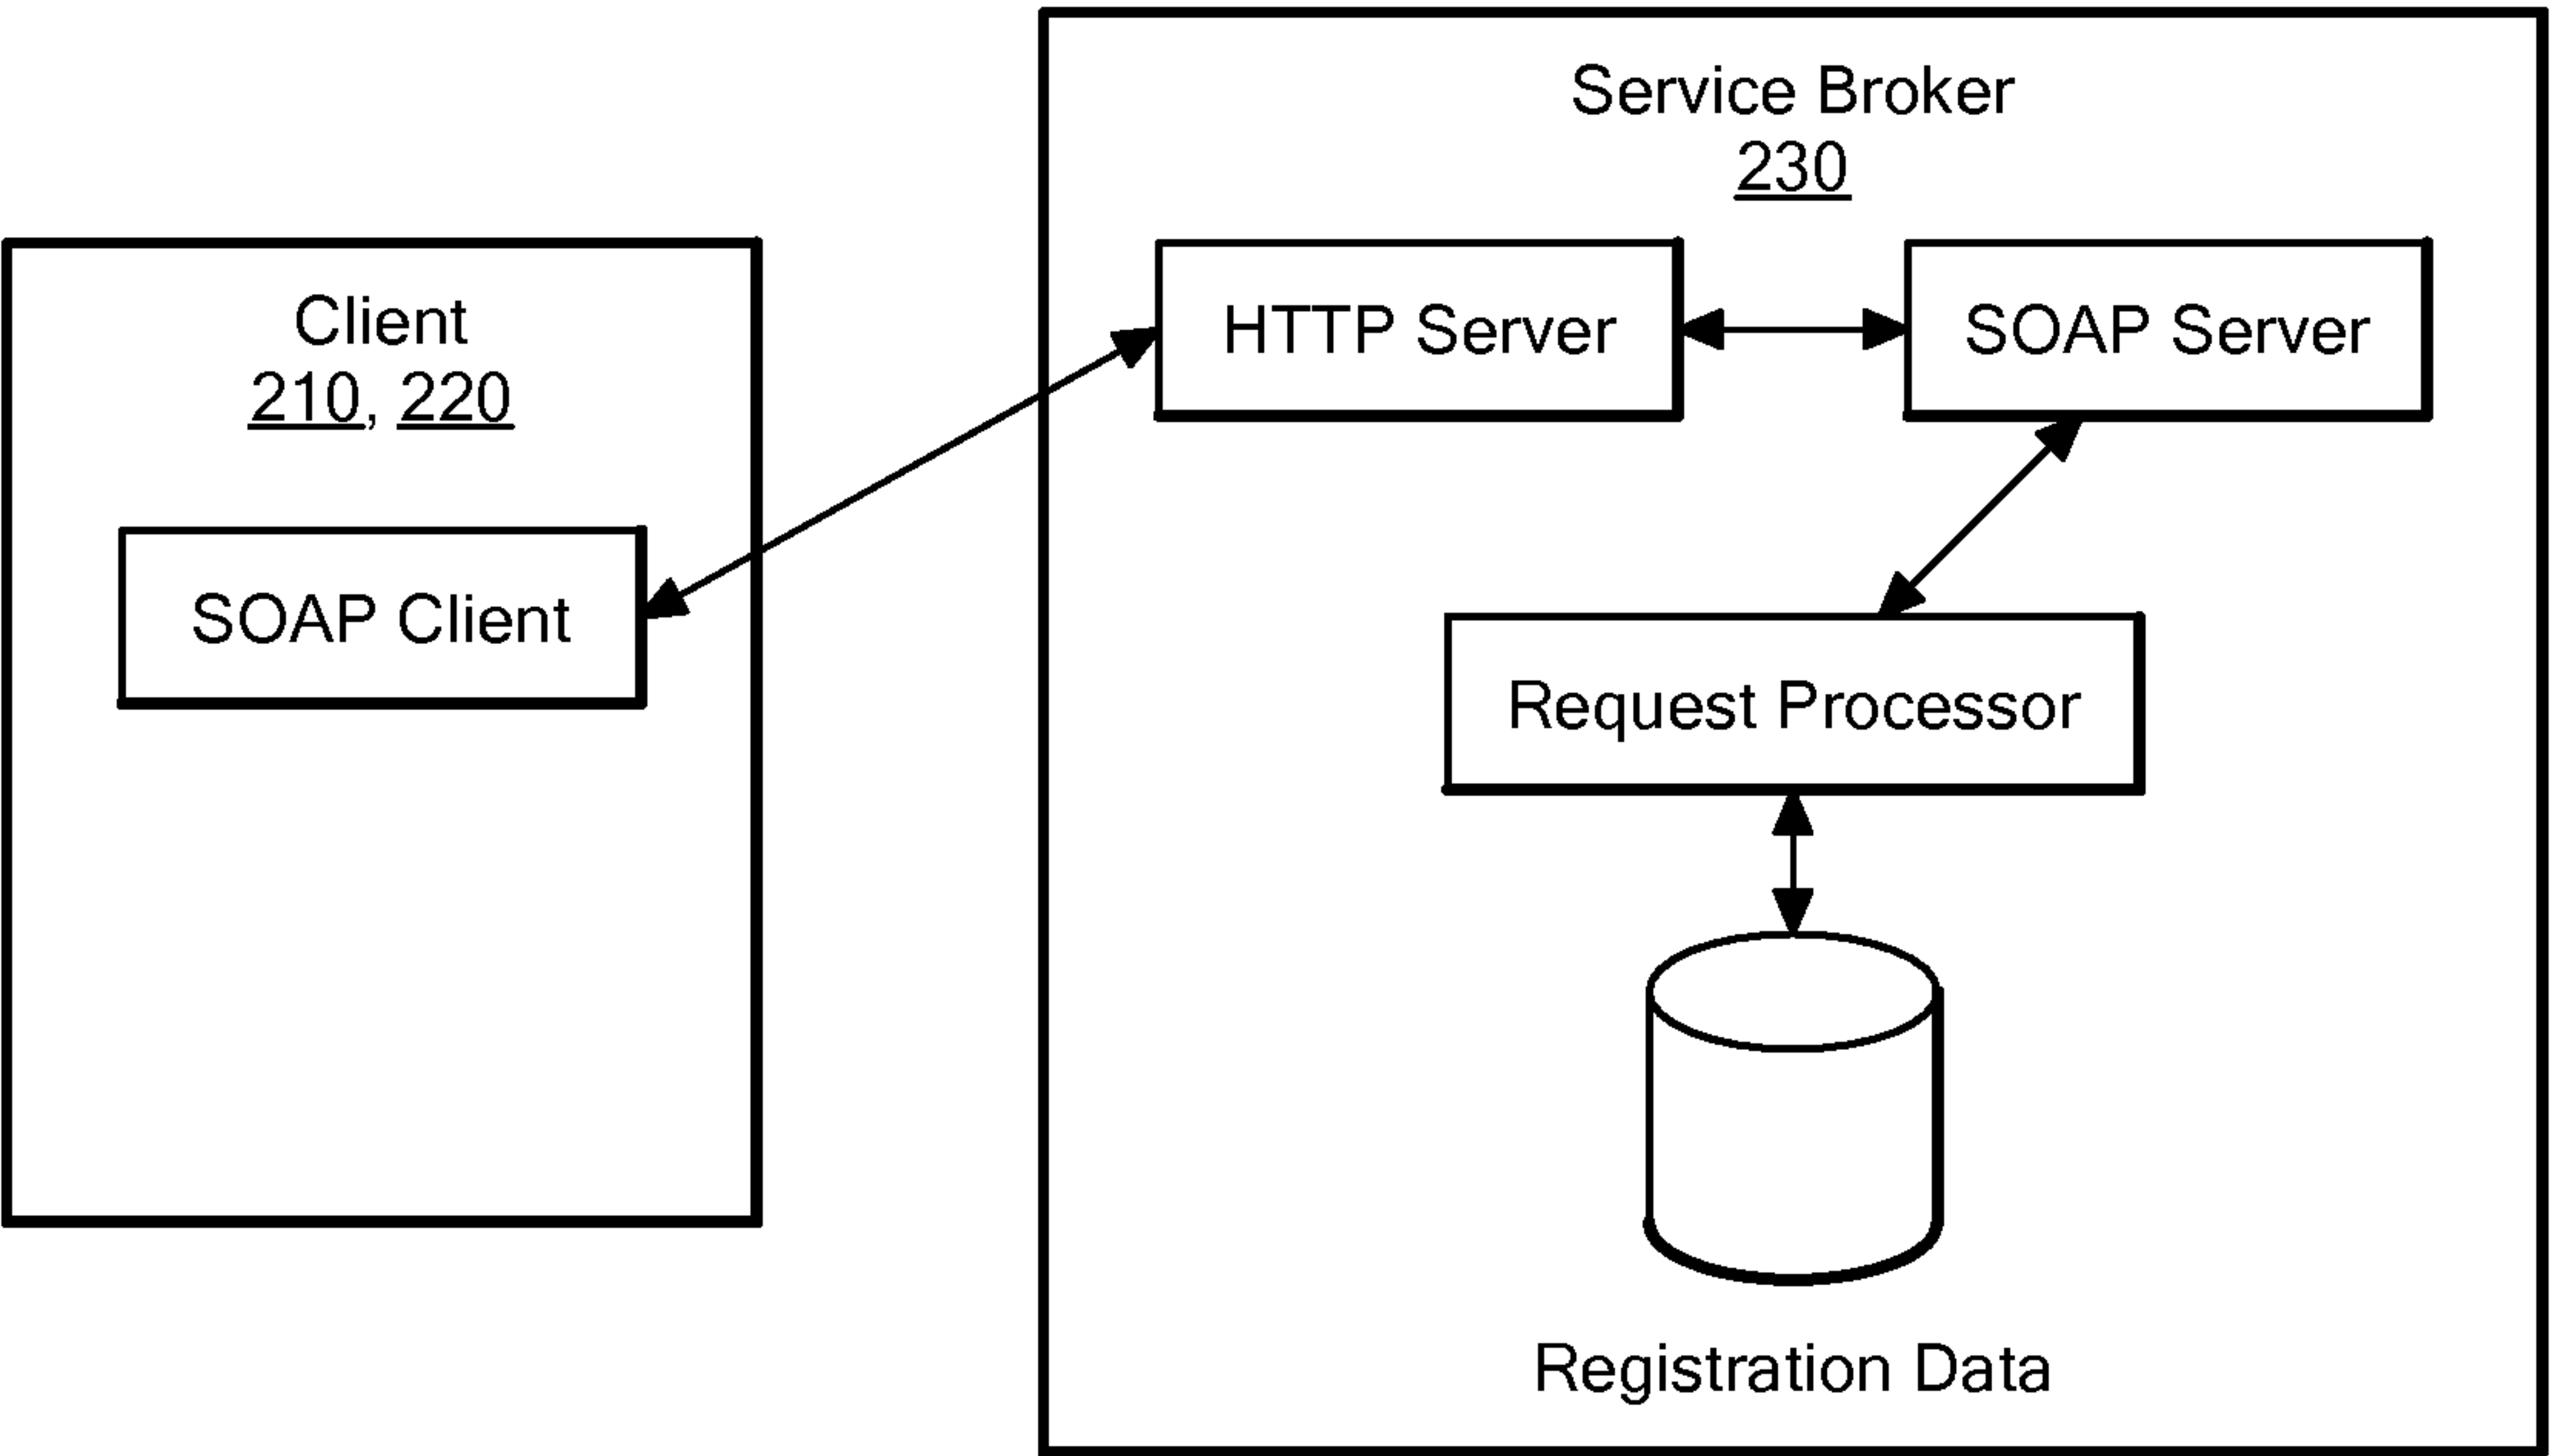 Service Broker
230
Client
210, 220
HTTP Server
SOAP Server
SOAP Client
Request Processor
Registration Data